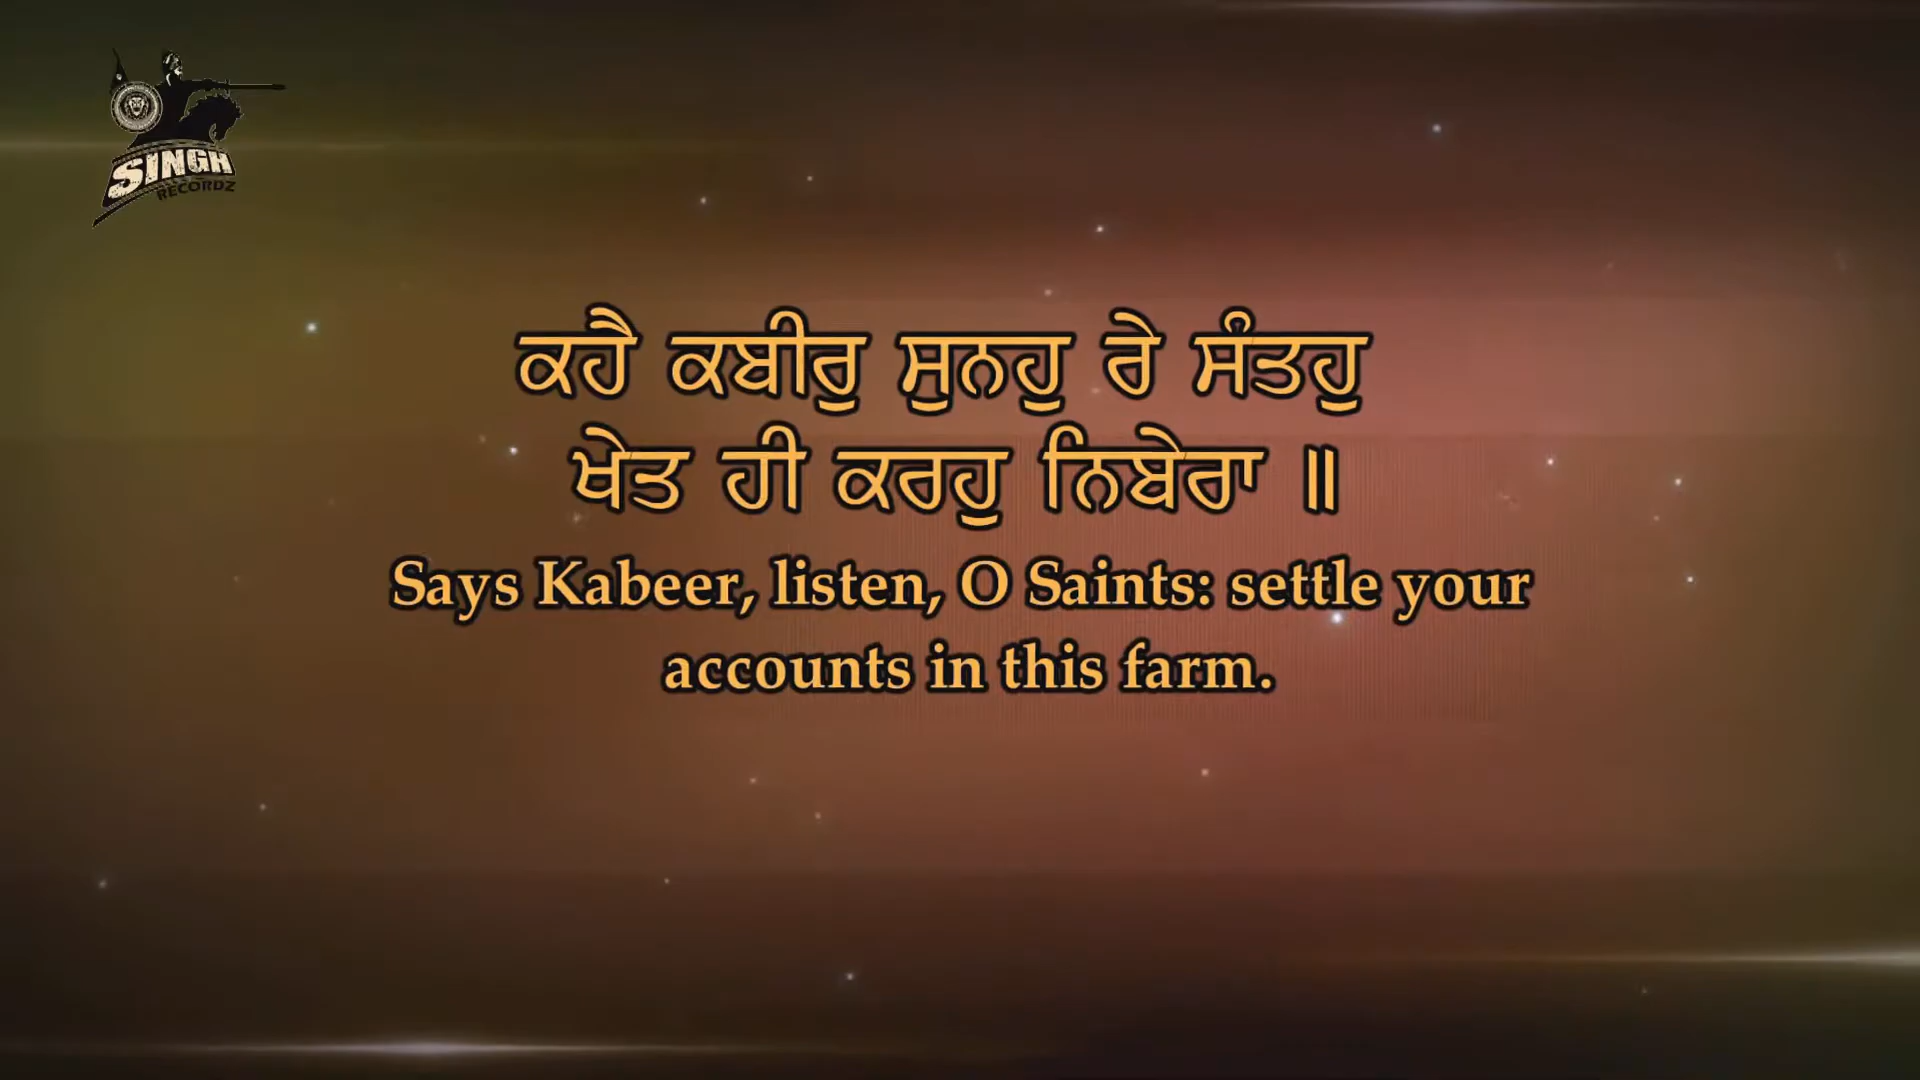 SINGH
RECORDZ
ਕਹੈ ਕਬੀਰੁ ਸੁਨਹੁ ਰੇ ਸੰਤਹੁ
ਖੇਤ ਹੀ ਕਰਹੁ ਨਿਬੇਰਾ ॥
Says Kabeer, listen, O Saints: settle your
accounts in this farm.